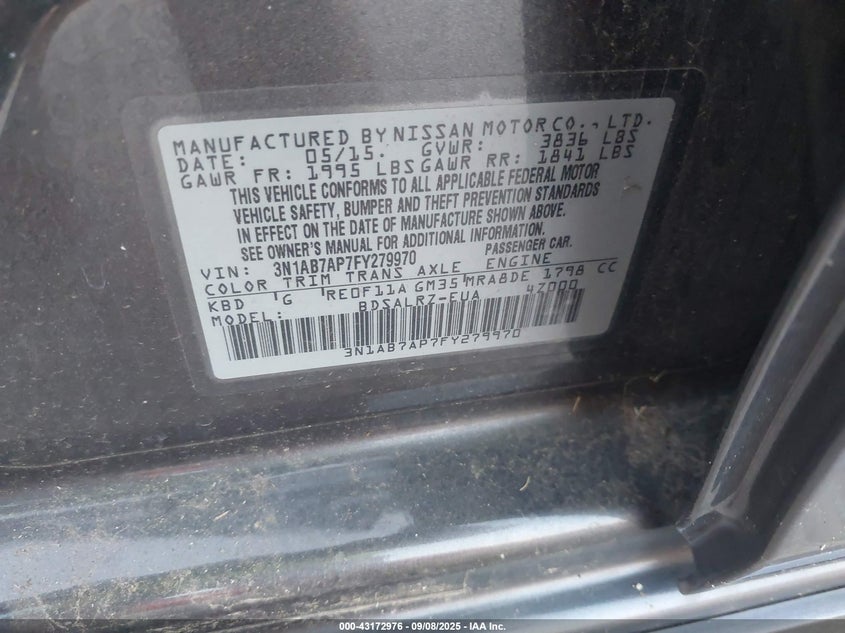 MANUFACTURED BY NISSAN MOTOR CO., LTD.
DATE: 05/15. GVWR: 3836 LBS
GAWR FR: 1995 LBS GAWR RR: 1841 LBS
THIS VEHICLE CONFORMS TO ALL APPLICABLE FEDERAL MOTOR
VEHICLE SAFETY, BUMPER AND THEFT PREVENTION STANDARDS
IN EFFECT ON THE DATE OF MANUFACTURE SHOWN ABOVE.
SEE OWNER'S MANUAL FOR ADDITIONAL INFORMATION.
VIN: 3N1AB7AP7FY279970 PASSENGER CAR.
COLOR TRIM TRANS AXLE ENGINE
KBD G RE0F11A GM35 MRA8DE 1798 CC
MODEL: BDSALRZ-EUA 4Z000
3N1AB7AP7FY279970
000-43172976 - 09/08/2025 - IAA Inc.